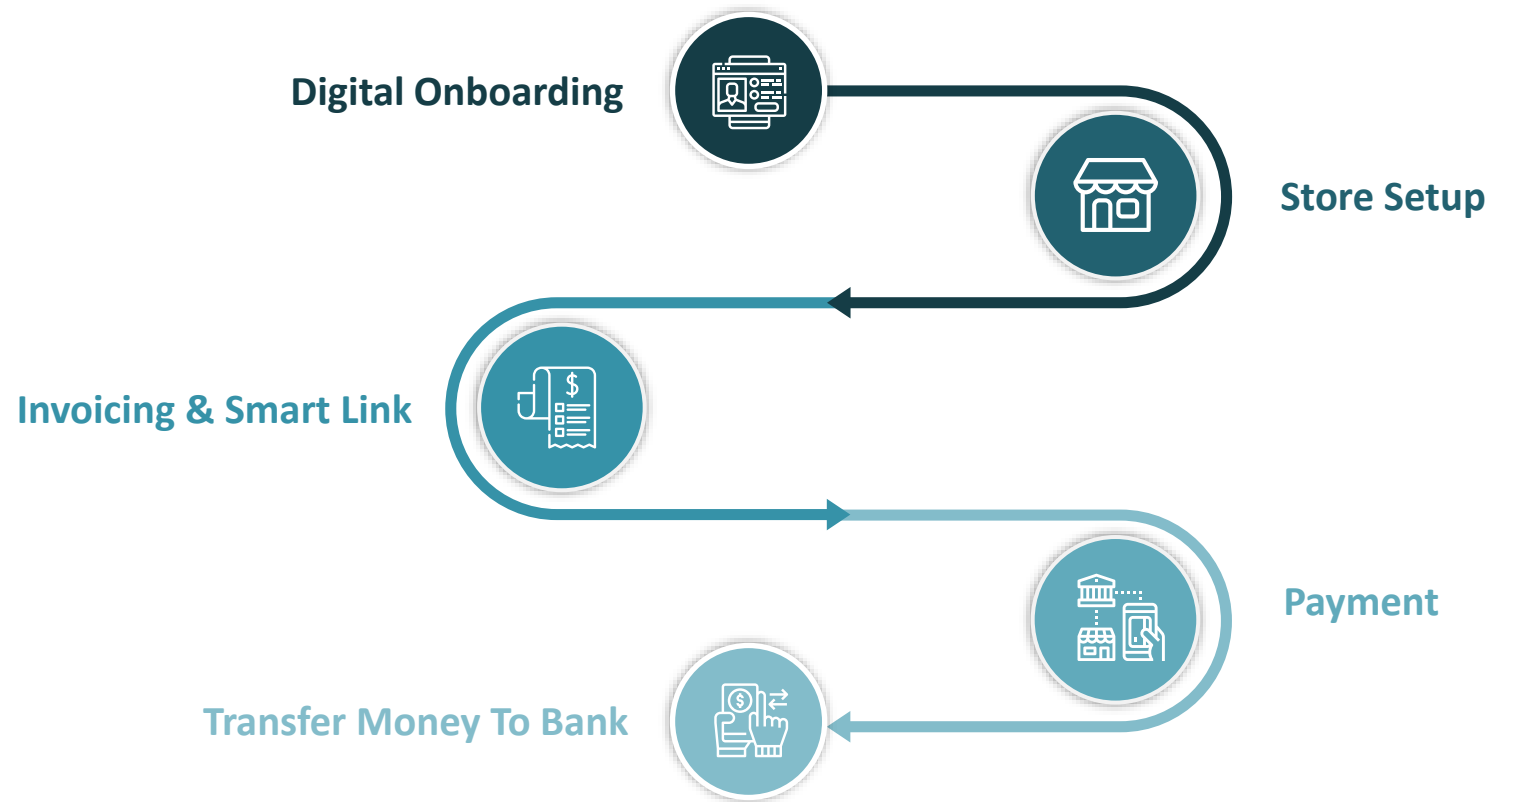 Digital Onboarding
Store Setup
Invoicing & Smart Link
$
Payment
Transfer Money To Bank
$